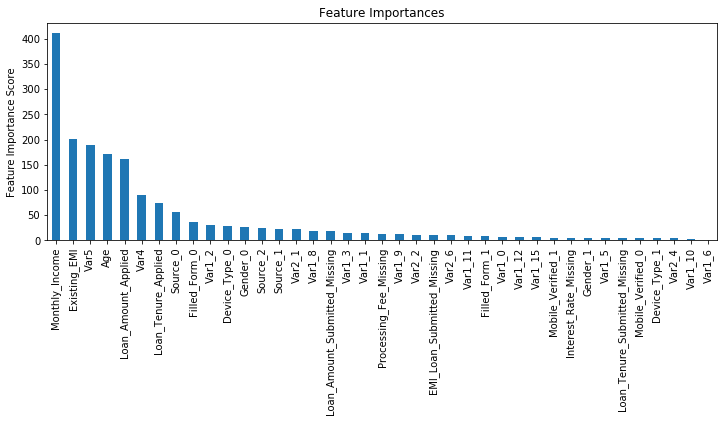 Feature Importances
Feature Importance Score
400
350
300
250
200
150
100
50
0
Monthly_Income
Existing_EMI
Var5
Age
Loan_Amount_Applied
Var4
Loan_Tenure_Applied
Source_0
Filled_Form_0
Var1_2
Device_Type_0
Gender_0
Source_2
Source_1
Var2_1
Var1_8
Loan_Amount_Submitted_Missing
Var1_3
Var1_1
Processing_Fee_Missing
Var1_9
Var2_2
EMI_Loan_Submitted_Missing
Var2_6
Var1_11
Filled_Form_1
Var1_0
Var1_12
Var1_15
Mobile_Verified_1
Interest_Rate_Missing
Gender_1
Var1_5
Loan_Tenure_Submitted_Missing
Mobile_Verified_0
Device_Type_1
Var2_4
Var1_10
Var1_6